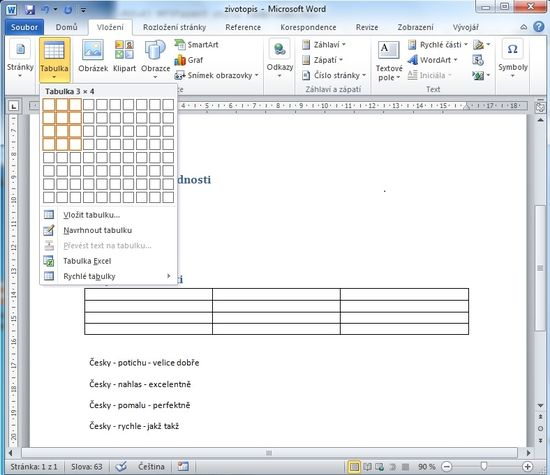 zivotopis - Microsoft Word
Soubor Domů Vložení Rozložení stránky Reference Korespondence Revize Zobrazení Vývojář
Stránky Tabulka Obrázek Klipart Obrazce SmartArt Graf Snímek obrazovky Odkazy Záhlaví Zápatí Číslo stránky Textové pole Rychlé části WordArt Iniciála Symboly
Záhlaví a zápatí Text
Tabulka 3 × 4
dnosti
Vložit tabulku...
Navrhnout tabulku
Převést text na tabulku...
Tabulka Excel
Rychlé tabulky
ti
Česky - potichu - velice dobře
Česky - nahlas - excelentně
Česky - pomalu - perfektně
Česky - rychle - jakž takž
Stránka: 1 z 1 Slova: 63 Čeština 90 %